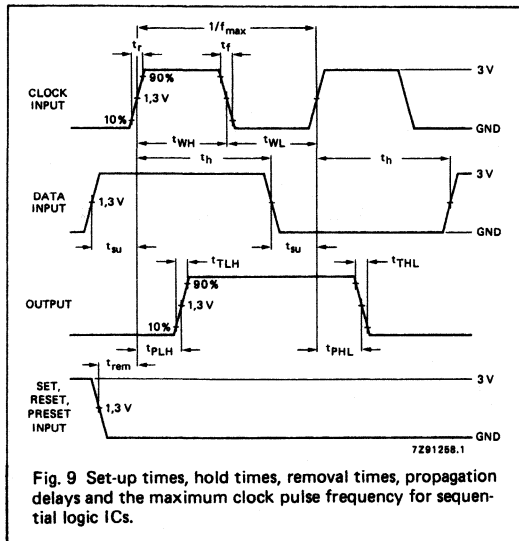 1/fmax
tr
tf
90%
3 V
CLOCK
INPUT
1,3 V
10%
GND
tWH
tWL
th
th
3 V
DATA
INPUT
1,3 V
GND
tsu
tsu
tTLH
tTHL
90%
OUTPUT
1,3 V
10%
tPLH
tPHL
trem
3 V
SET,
RESET,
PRESET
INPUT
1,3 V
GND
7Z91258.1
Fig. 9 Set-up times, hold times, removal times, propagation
delays and the maximum clock pulse frequency for sequen-
tial logic ICs.